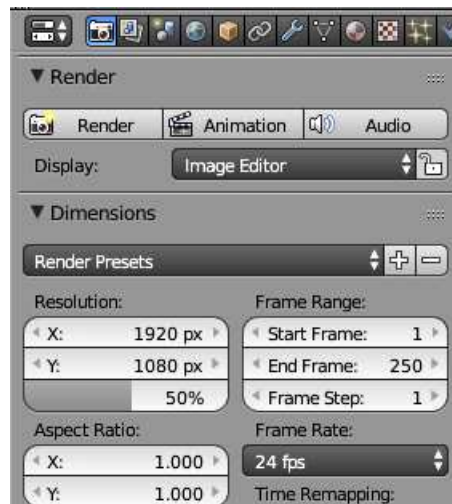 Render
Render Animation Audio
Display: Image Editor
Dimensions
Render Presets
Resolution:
X: 1920 px
Y: 1080 px
50%
Aspect Ratio:
X: 1.000
Y: 1.000
Frame Range:
Start Frame: 1
End Frame: 250
Frame Step: 1
Frame Rate:
24 fps
Time Remapping: